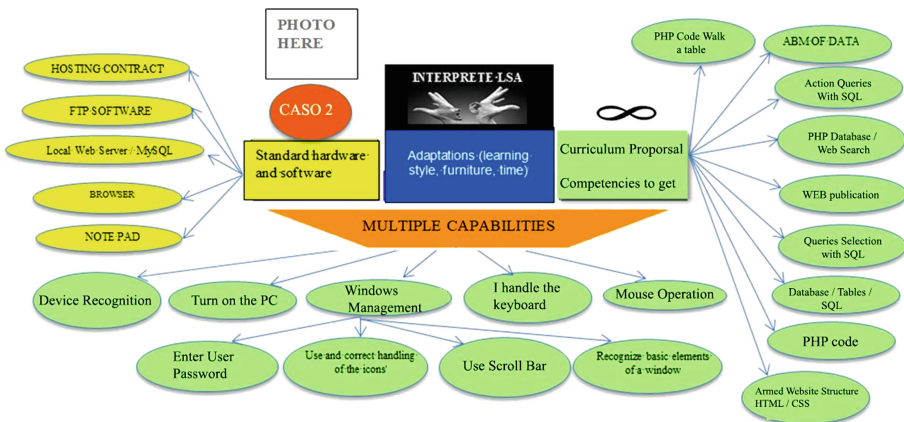 PHOTO
HERE
HOSTING CONTRACT
FTP SOFTWARE
Local Web Server / MySQL
BROWSER
NOTE PAD
CASO 2
Standard hardware
and software
INTERPRETE LSA
Adaptations (learning
style, furniture, time)
Curriculum Proporsal
Competencies to get
PHP Code Walk
a table
ABM OF DATA
Action Queries
With SQL
PHP Database /
Web Search
WEB publication
Queries Selection
with SQL
Database / Tables /
SQL
PHP code
Armed Website Structure
HTML / CSS
MULTIPLE CAPABILITIES
Device Recognition
Turn on the PC
Windows
Management
I handle the
keyboard
Mouse Operation
Enter User
Password
Use and correct handling
of the icons'
Use Scroll Bar
Recognize basic elements
of a window